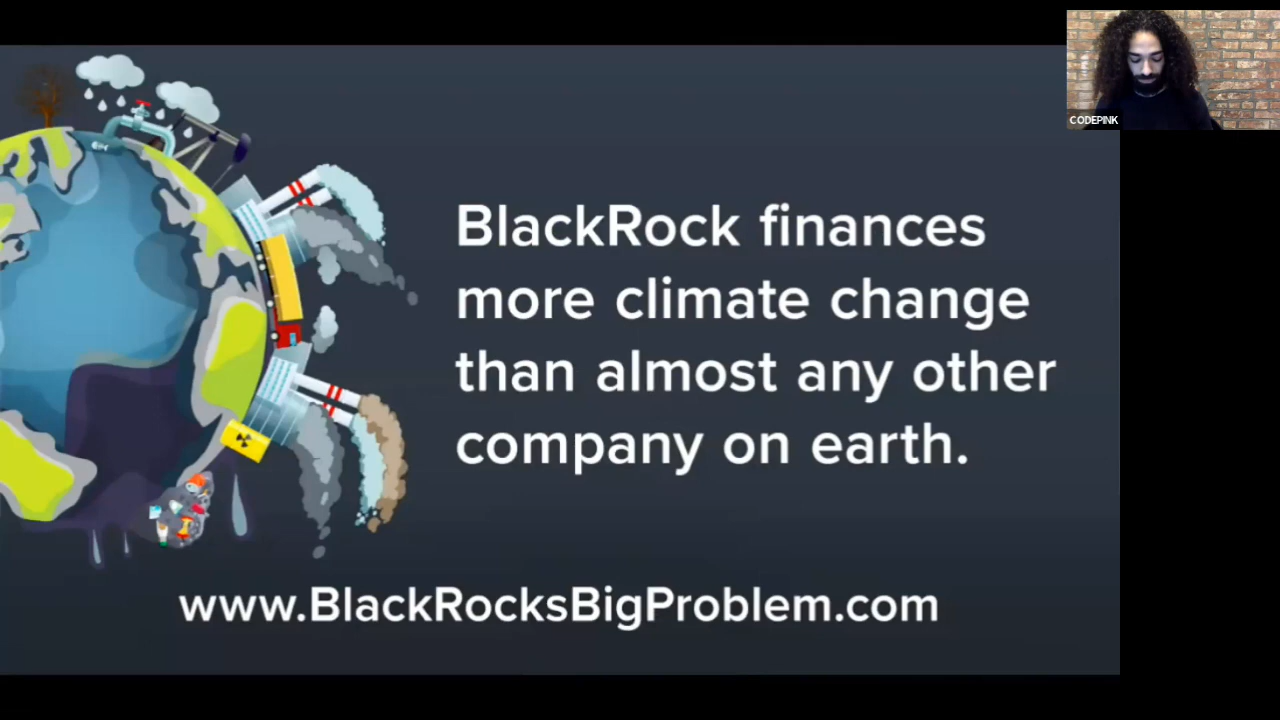 CODEPINK
BlackRock finances
more climate change
than almost any other
company on earth.
www.BlackRocksBigProblem.com